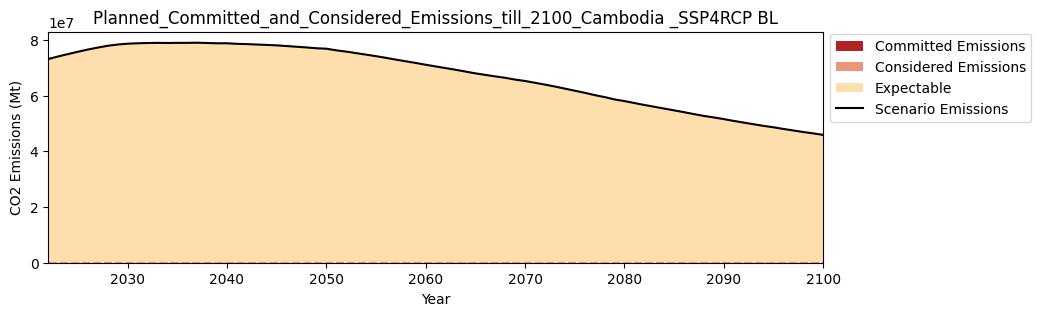 Planned_Committed_and_Considered_Emissions_till_2100_Cambodia _SSP4RCP BL
1e7
8
6
4
2
0
CO2 Emissions (Mt)
2030 2040 2050 2060 2070 2080 2090 2100
Year
Committed Emissions
Considered Emissions
Expectable
Scenario Emissions